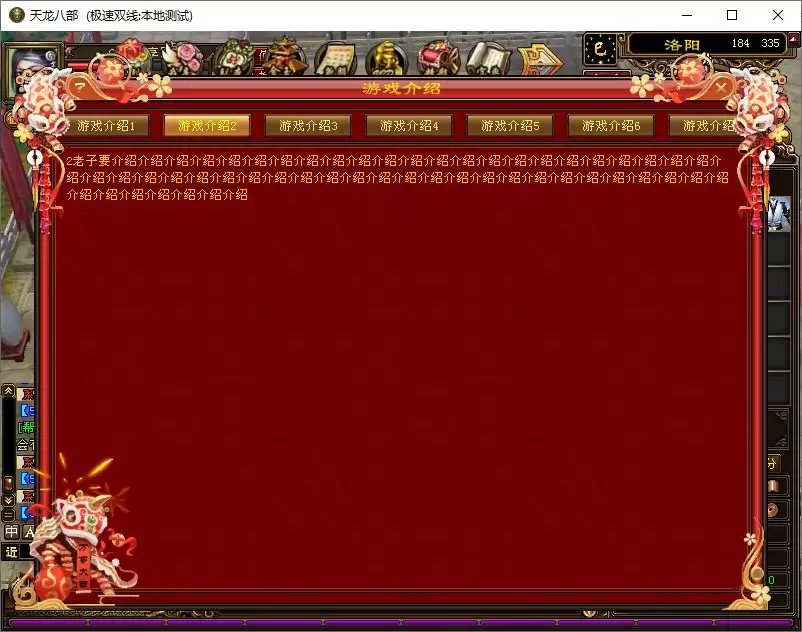 天龙八部 (极速双线:本地测试)
洛阳 184 335
游戏介绍
游戏介绍1 游戏介绍2 游戏介绍3 游戏介绍4 游戏介绍5 游戏介绍6 游戏介绍
2老子要介绍介绍介绍介绍介绍介绍介绍介绍介绍介绍介绍介绍介绍介绍介绍介绍介绍介绍介绍介绍介绍介绍介绍
绍介绍介绍介绍介绍介绍介绍介绍介绍介绍介绍介绍介绍介绍介绍介绍介绍介绍介绍介绍介绍介绍介绍介绍介绍介绍
介绍介绍介绍介绍介绍介绍介绍
[帮
会
中 A
近
分
0